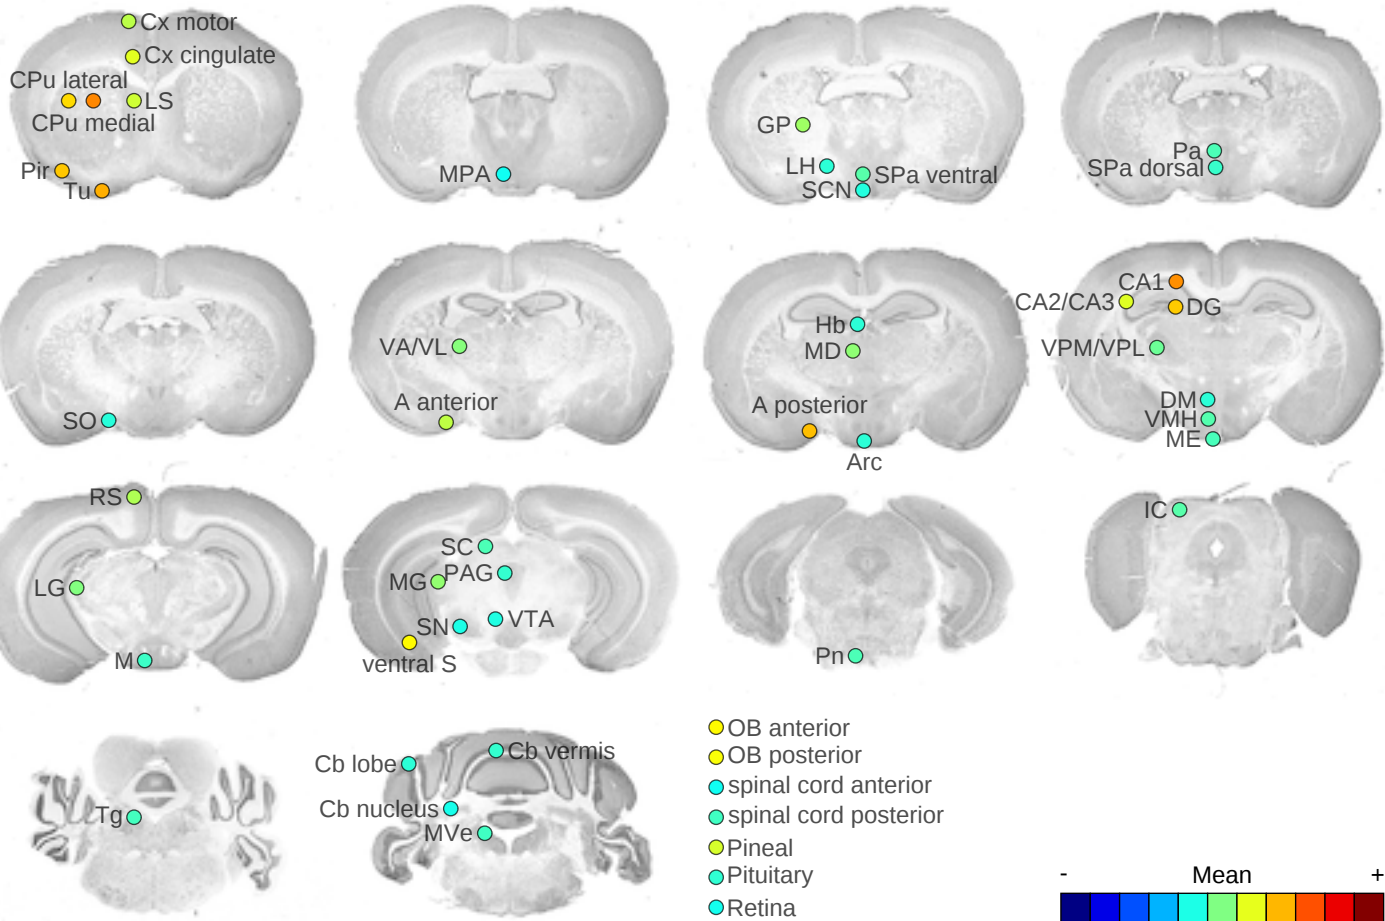 Cx motor
Cx cingulate
CPu lateral
LS
CPu medial
Pir
Tu
MPA
GP
LH
SPa ventral
SCN
Pa
SPa dorsal
SO
VA/VL
A anterior
Hb
MD
A posterior
Arc
CA1
CA2/CA3
DG
VPM/VPL
DM
VMH
ME
RS
LG
M
SC
PAG
MG
SN
VTA
ventral S
Pn
IC
Tg
Cb lobe
Cb vermis
Cb nucleus
MVe
OB anterior
OB posterior
spinal cord anterior
spinal cord posterior
Pineal
Pituitary
Retina
- Mean +